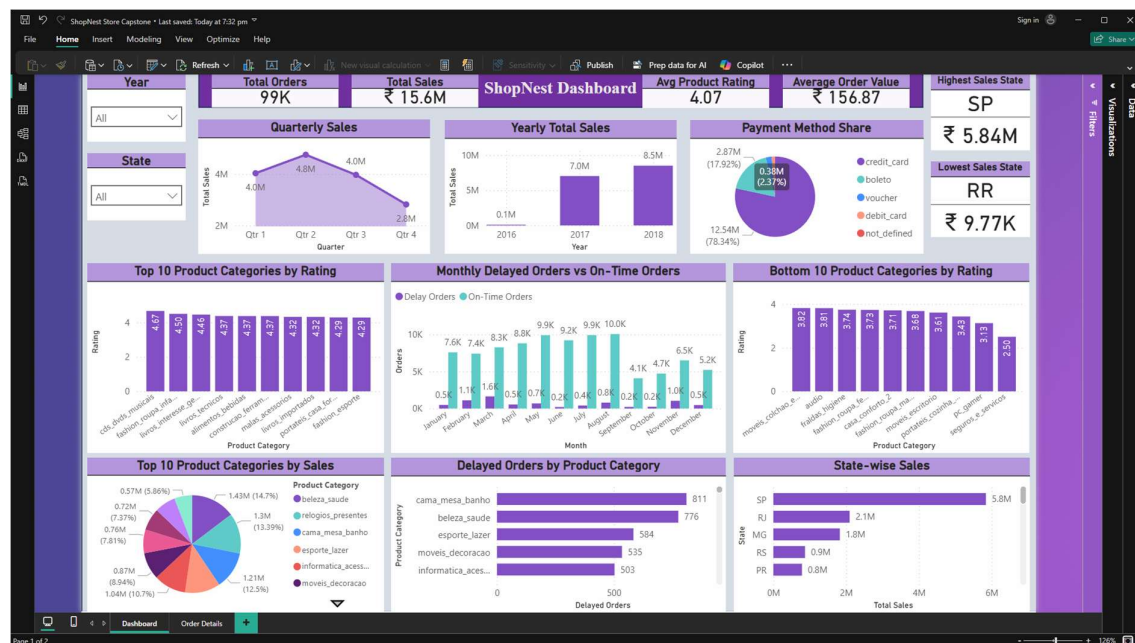 ShopNest Store Capstone • Last saved: Today at 7:32 pm
Sign in
File Home Insert Modeling View Optimize Help
Share
Refresh
New visual calculation
Sensitivity
Publish
Prep data for AI
Copilot
Year
All
State
All
Total Orders
99K
Total Sales
₹ 15.6M
ShopNest Dashboard
Avg Product Rating
4.07
Average Order Value
₹ 156.87
Highest Sales State
SP
₹ 5.84M
Lowest Sales State
RR
₹ 9.77K
Filters
Visualizations
Data
Quarterly Sales
Total Sales
4M
2M
4.0M
4.8M
4.0M
2.8M
Qtr 1 Qtr 2 Qtr 3 Qtr 4
Quarter
Yearly Total Sales
Total Sales
10M
5M
0M
0.1M
7.0M
8.5M
2016 2017 2018
Year
Payment Method Share
2.87M
(17.92%)
0.38M
(2.37%)
12.54M
(78.34%)
credit_card
boleto
voucher
debit_card
not_defined
Top 10 Product Categories by Rating
Rating
4
2
0
4.67 4.50 4.46 4.37 4.37 4.37 4.32 4.32 4.29 4.29
cds_dvds_musicais
fashion_roupa_infa...
livros_interesse_ge...
livros_tecnicos
alimentos_bebidas
construcao_ferram...
malas_acessorios
livros_importados
portateis_casa_for...
fashion_esporte
Product Category
Monthly Delayed Orders vs On-Time Orders
Delay Orders On-Time Orders
Orders
10K
5K
0K
7.6K 7.4K 8.3K 8.8K 9.9K 9.2K 9.9K 10.0K 4.1K 4.7K 6.5K 5.2K
0.5K 1.1K 1.6K 0.5K 0.7K 0.2K 0.4K 0.8K 0.2K 0.2K 1.0K 0.5K
January
February
March
April
May
June
July
August
September
October
November
December
Month
Bottom 10 Product Categories by Rating
Rating
4
2
0
3.82 3.81 3.74 3.73 3.71 3.68 3.61 3.43 3.13 2.50
moveis_colchao_e...
audio
fraldas_higiene
fashion_roupa_fe...
casa_conforto_2
fashion_roupa_ma...
moveis_escritorio
portateis_cozinha_...
pc_gamer
seguros_e_servicos
Product Category
Top 10 Product Categories by Sales
0.57M (5.86%)
0.72M
(7.37%)
0.76M
(7.81%)
0.87M
(8.94%)
1.04M (10.7%)
1.43M (14.7%)
1.3M
(13.39%)
1.21M
(12.5%)
Product Category
beleza_saude
relogios_presentes
cama_mesa_banho
esporte_lazer
informatica_acess...
moveis_decoracao
Delayed Orders by Product Category
Product Category
cama_mesa_banho 811
beleza_saude 776
esporte_lazer 584
moveis_decoracao 535
informatica_aces... 503
0 500
Delayed Orders
State-wise Sales
State
SP 5.8M
RJ 2.1M
MG 1.8M
RS 0.9M
PR 0.8M
0M 2M 4M 6M
Total Sales
Dashboard
Order Details
Page 1 of 2
126%